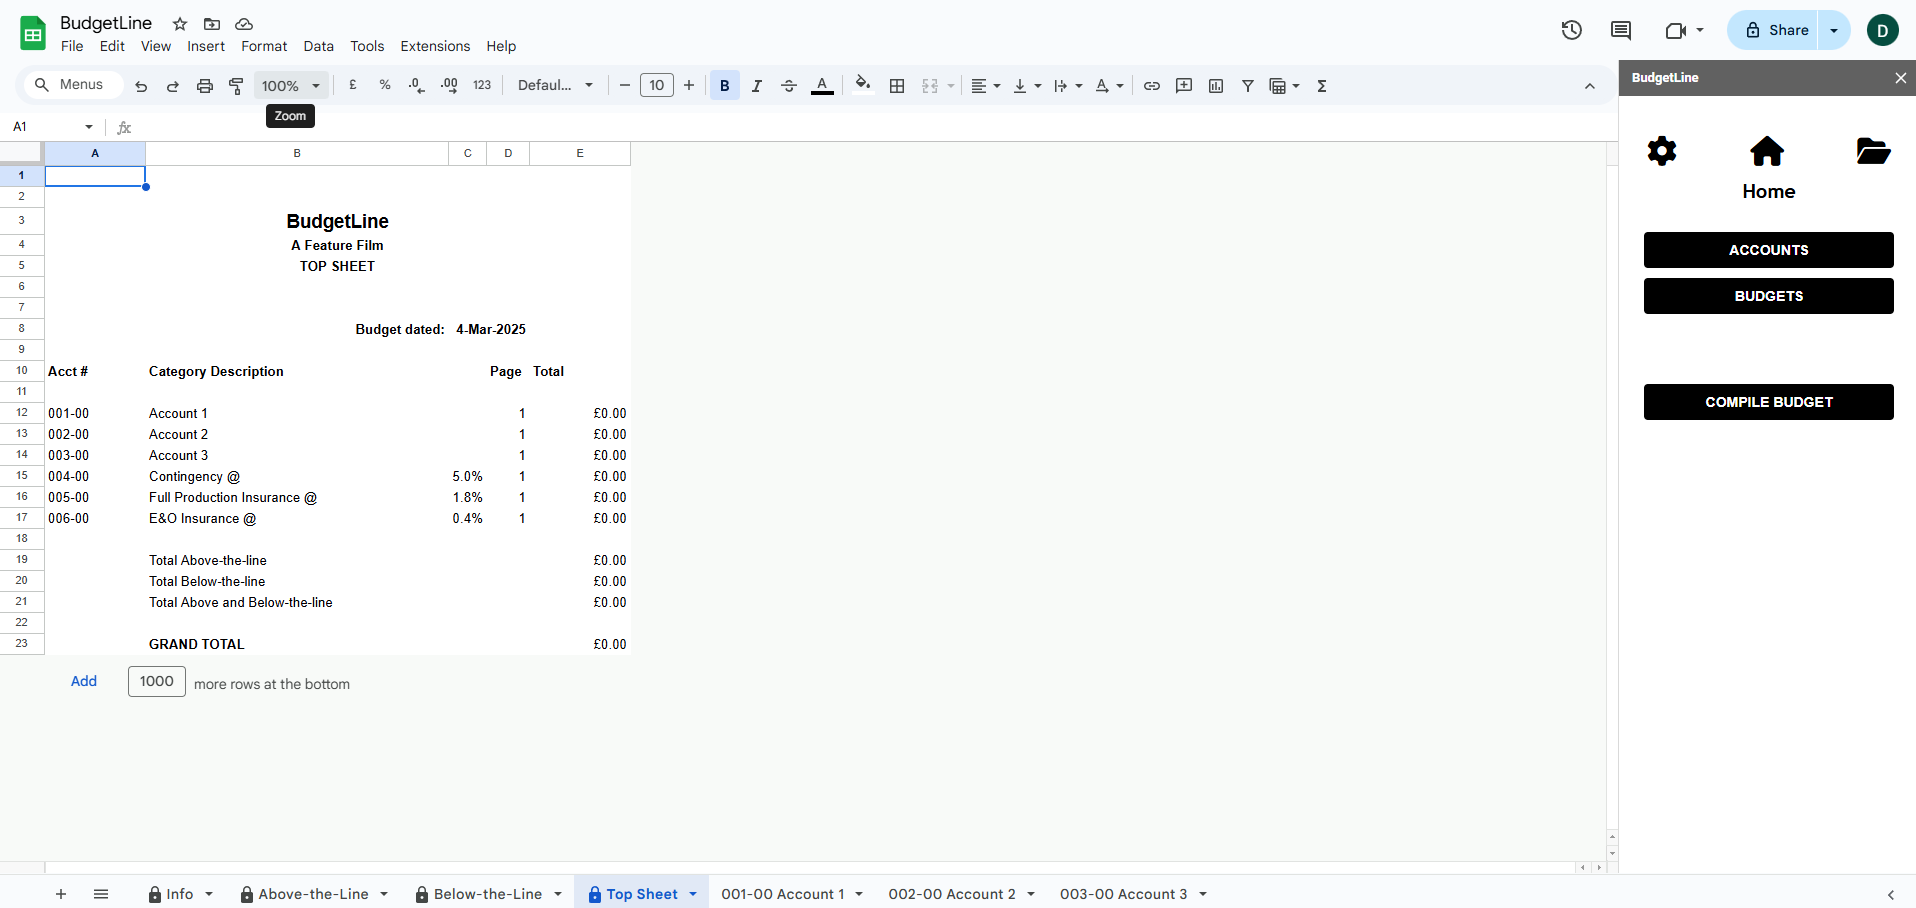 BudgetLine
File Edit View Insert Format Data Tools Extensions Help
Share
D
Menus 100% £ % .0 .00 123 Defaul... 10 B I A
Zoom
A1 fx
A B C D E
1
2
3 BudgetLine
4 A Feature Film
5 TOP SHEET
6
7
8 Budget dated: 4-Mar-2025
9
10 Acct # Category Description Page Total
11
12 001-00 Account 1 1 £0.00
13 002-00 Account 2 1 £0.00
14 003-00 Account 3 1 £0.00
15 004-00 Contingency @ 5.0% 1 £0.00
16 005-00 Full Production Insurance @ 1.8% 1 £0.00
17 006-00 E&O Insurance @ 0.4% 1 £0.00
18
19 Total Above-the-line £0.00
20 Total Below-the-line £0.00
21 Total Above and Below-the-line £0.00
22
23 GRAND TOTAL £0.00
Add 1000 more rows at the bottom
BudgetLine
Home
ACCOUNTS
BUDGETS
COMPILE BUDGET
Info Above-the-Line Below-the-Line Top Sheet 001-00 Account 1 002-00 Account 2 003-00 Account 3